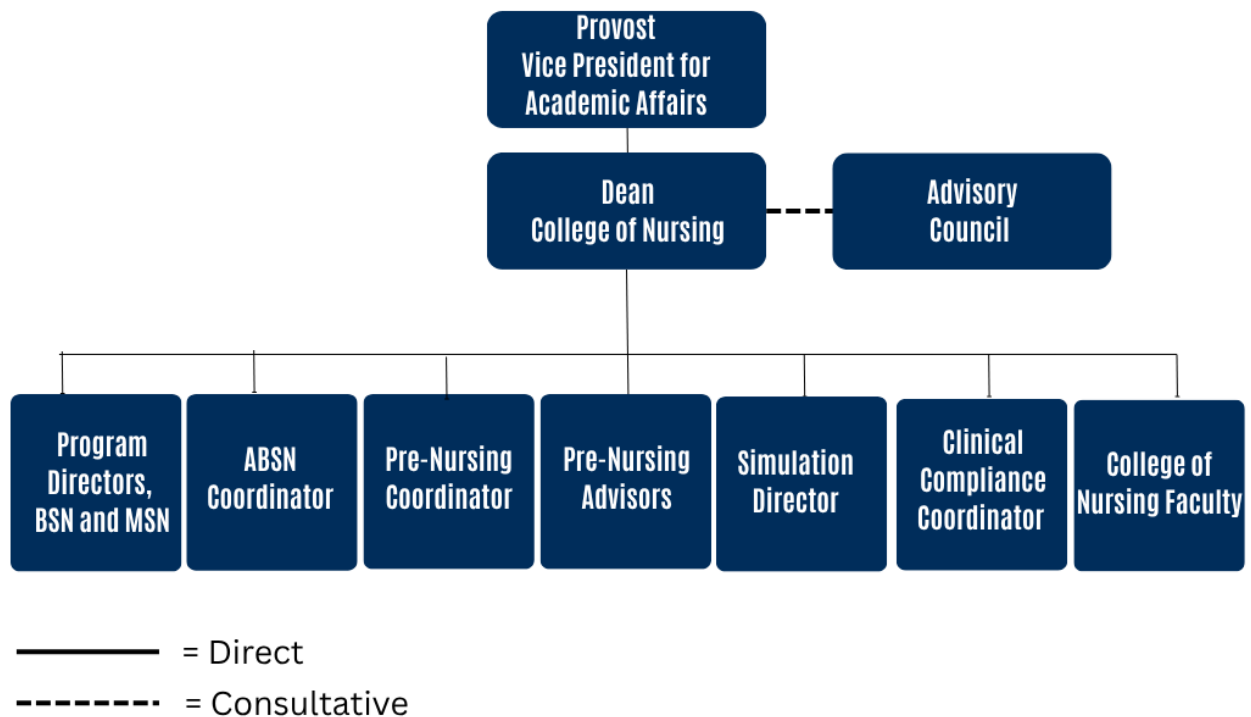 Provost
Vice President for
Academic Affairs
Dean
College of Nursing
Advisory
Council
Program
Directors,
BSN and MSN
ABSN
Coordinator
Pre-Nursing
Coordinator
Pre-Nursing
Advisors
Simulation
Director
Clinical
Compliance
Coordinator
College of
Nursing Faculty
= Direct
= Consultative